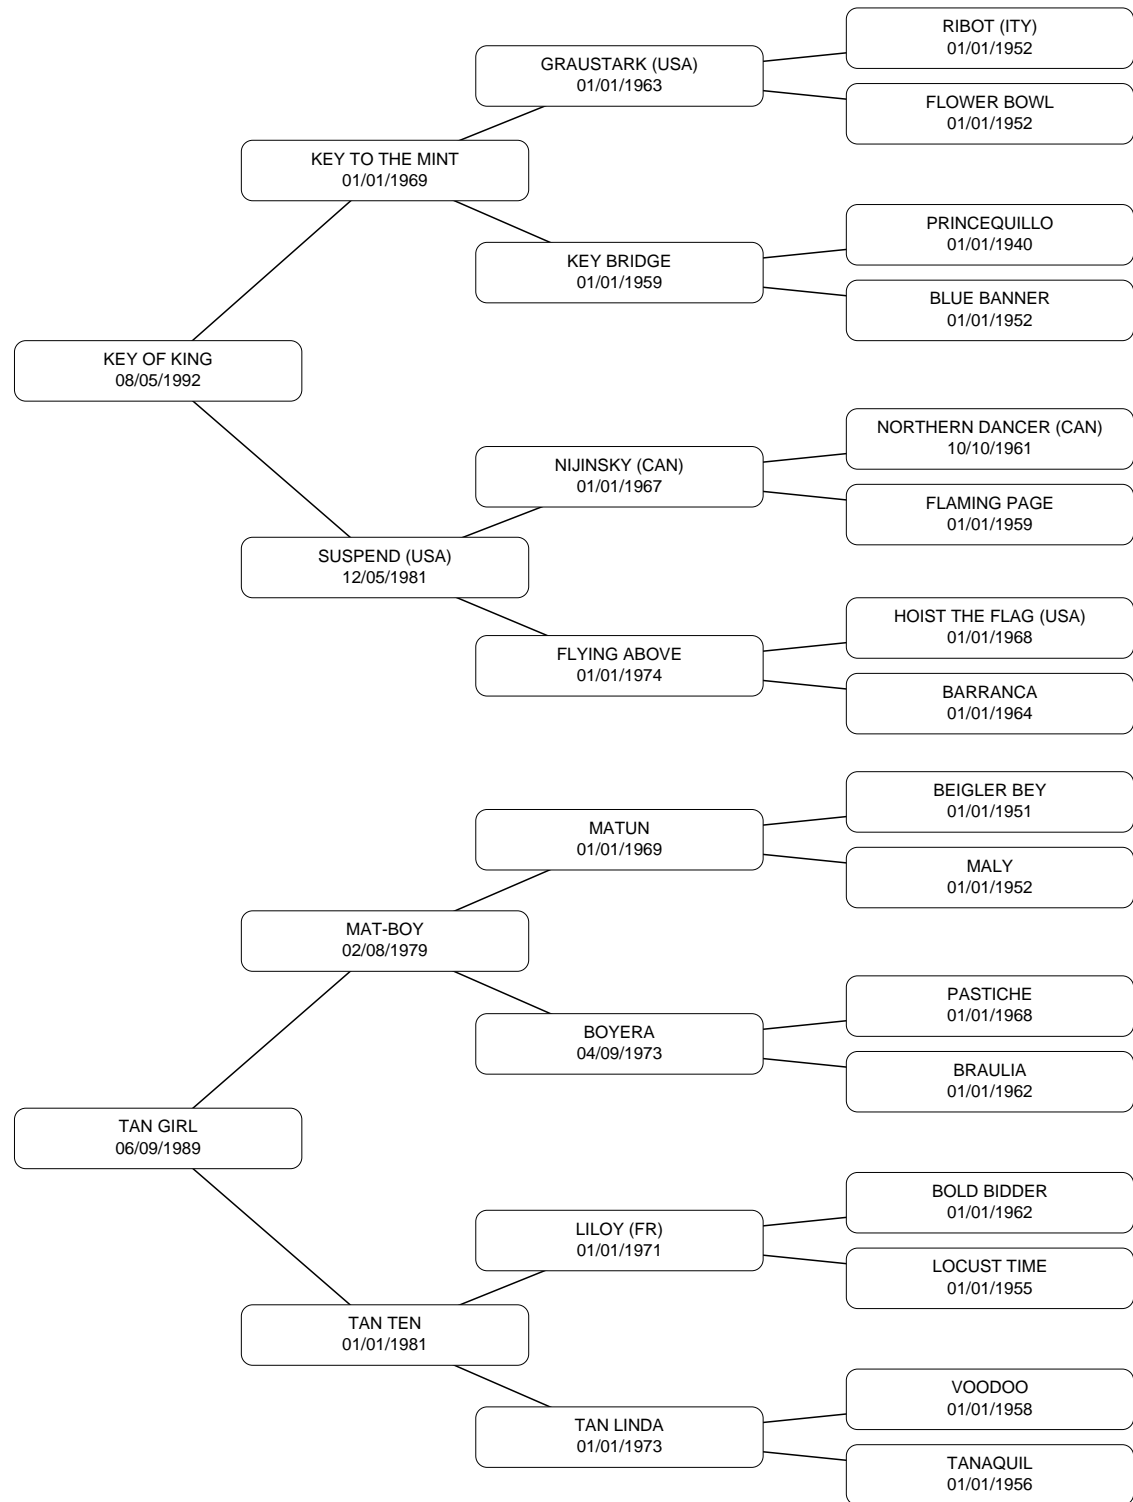 RIBOT (ITY)
01/01/1952
GRAUSTARK (USA)
01/01/1963
FLOWER BOWL
01/01/1952
KEY TO THE MINT
01/01/1969
PRINCEQUILLO
01/01/1940
KEY BRIDGE
01/01/1959
BLUE BANNER
01/01/1952
KEY OF KING
08/05/1992
NORTHERN DANCER (CAN)
10/10/1961
NIJINSKY (CAN)
01/01/1967
FLAMING PAGE
01/01/1959
SUSPEND (USA)
12/05/1981
HOIST THE FLAG (USA)
01/01/1968
FLYING ABOVE
01/01/1974
BARRANCA
01/01/1964
BEIGLER BEY
01/01/1951
MATUN
01/01/1969
MALY
01/01/1952
MAT-BOY
02/08/1979
PASTICHE
01/01/1968
BOYERA
04/09/1973
BRAULIA
01/01/1962
TAN GIRL
06/09/1989
BOLD BIDDER
01/01/1962
LILOY (FR)
01/01/1971
LOCUST TIME
01/01/1955
TAN TEN
01/01/1981
VOODOO
01/01/1958
TAN LINDA
01/01/1973
TANAQUIL
01/01/1956